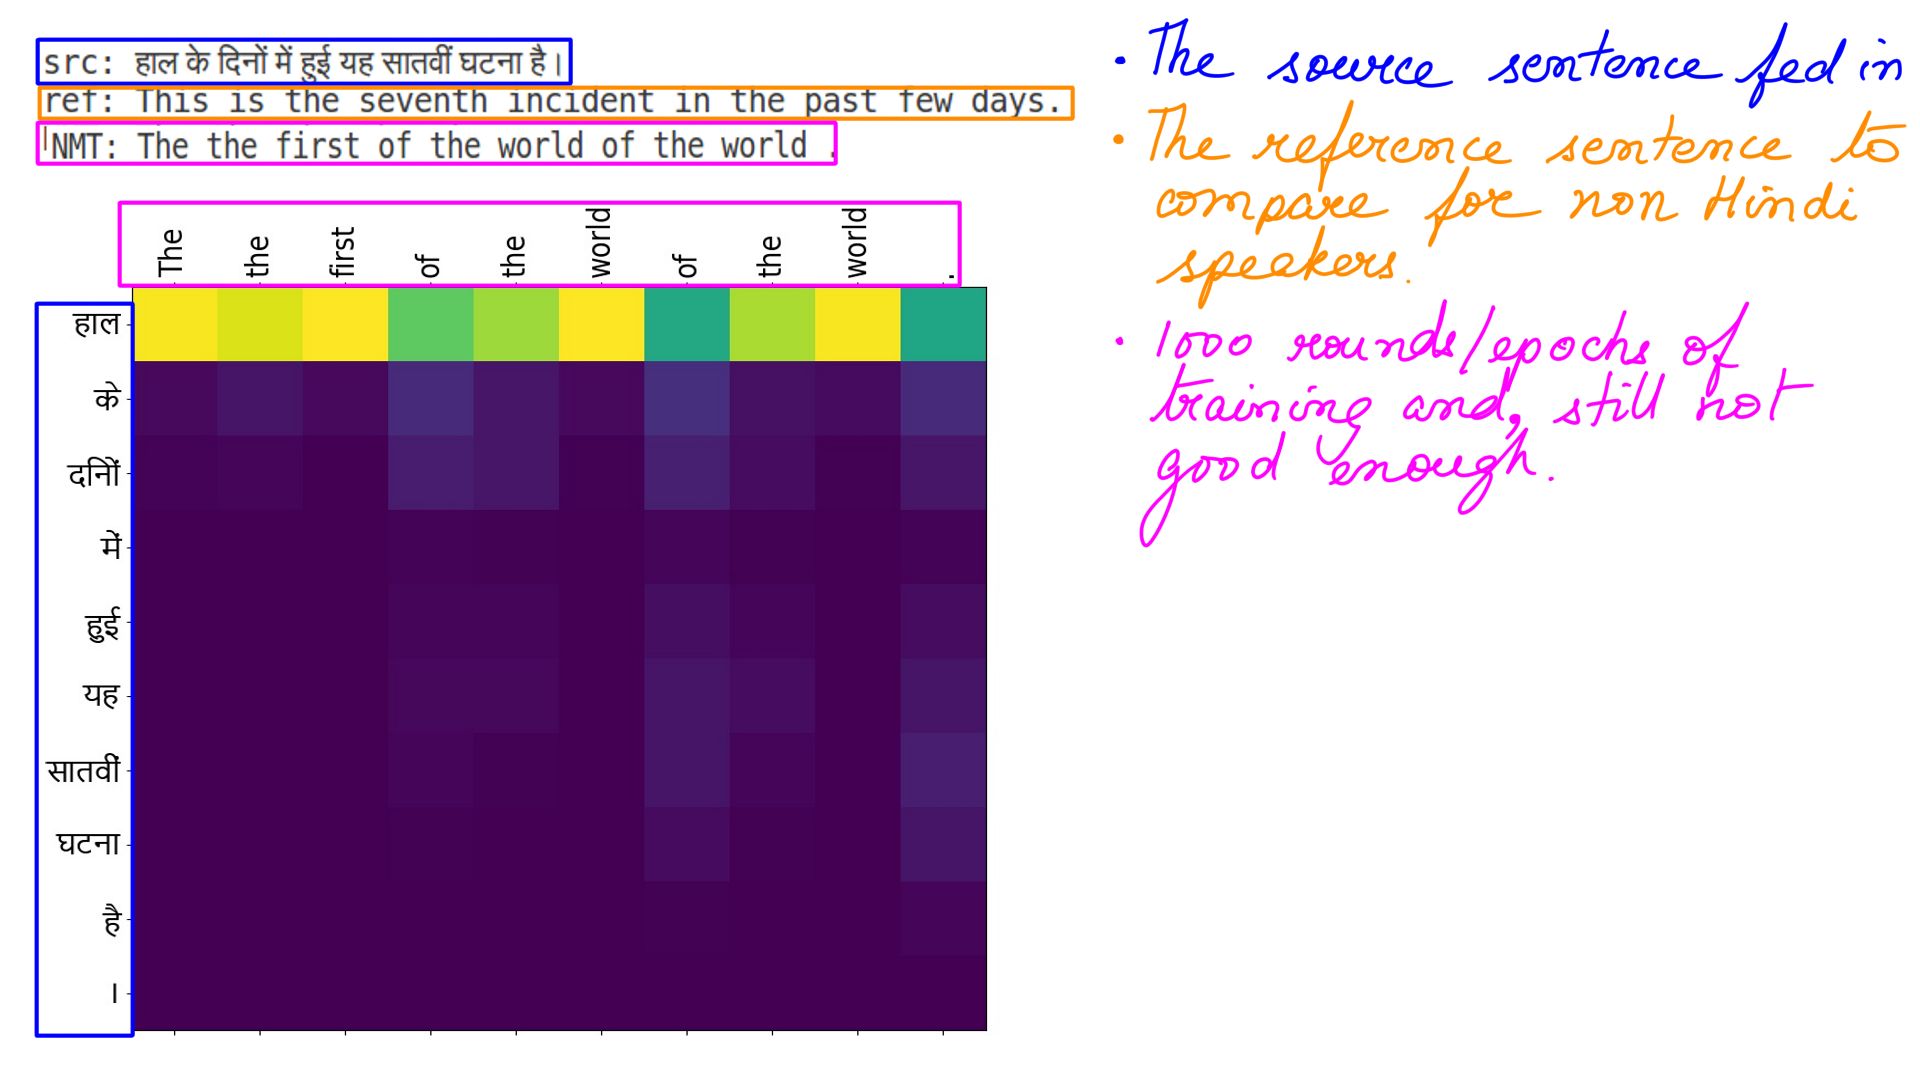 src: हाल के दिनों में हुई यह सातवीं घटना है।
ref: This is the seventh incident in the past few days.
NMT: The the first of the world of the world .
The the first of the world of the world .
हाल
के
दिनों
में
हुई
यह
सातवीं
घटना
है
।
• The source sentence fed in
• The reference sentence to
compare for non Hindi
speakers.
• 1000 rounds/epochs of
training and, still not
good enough.